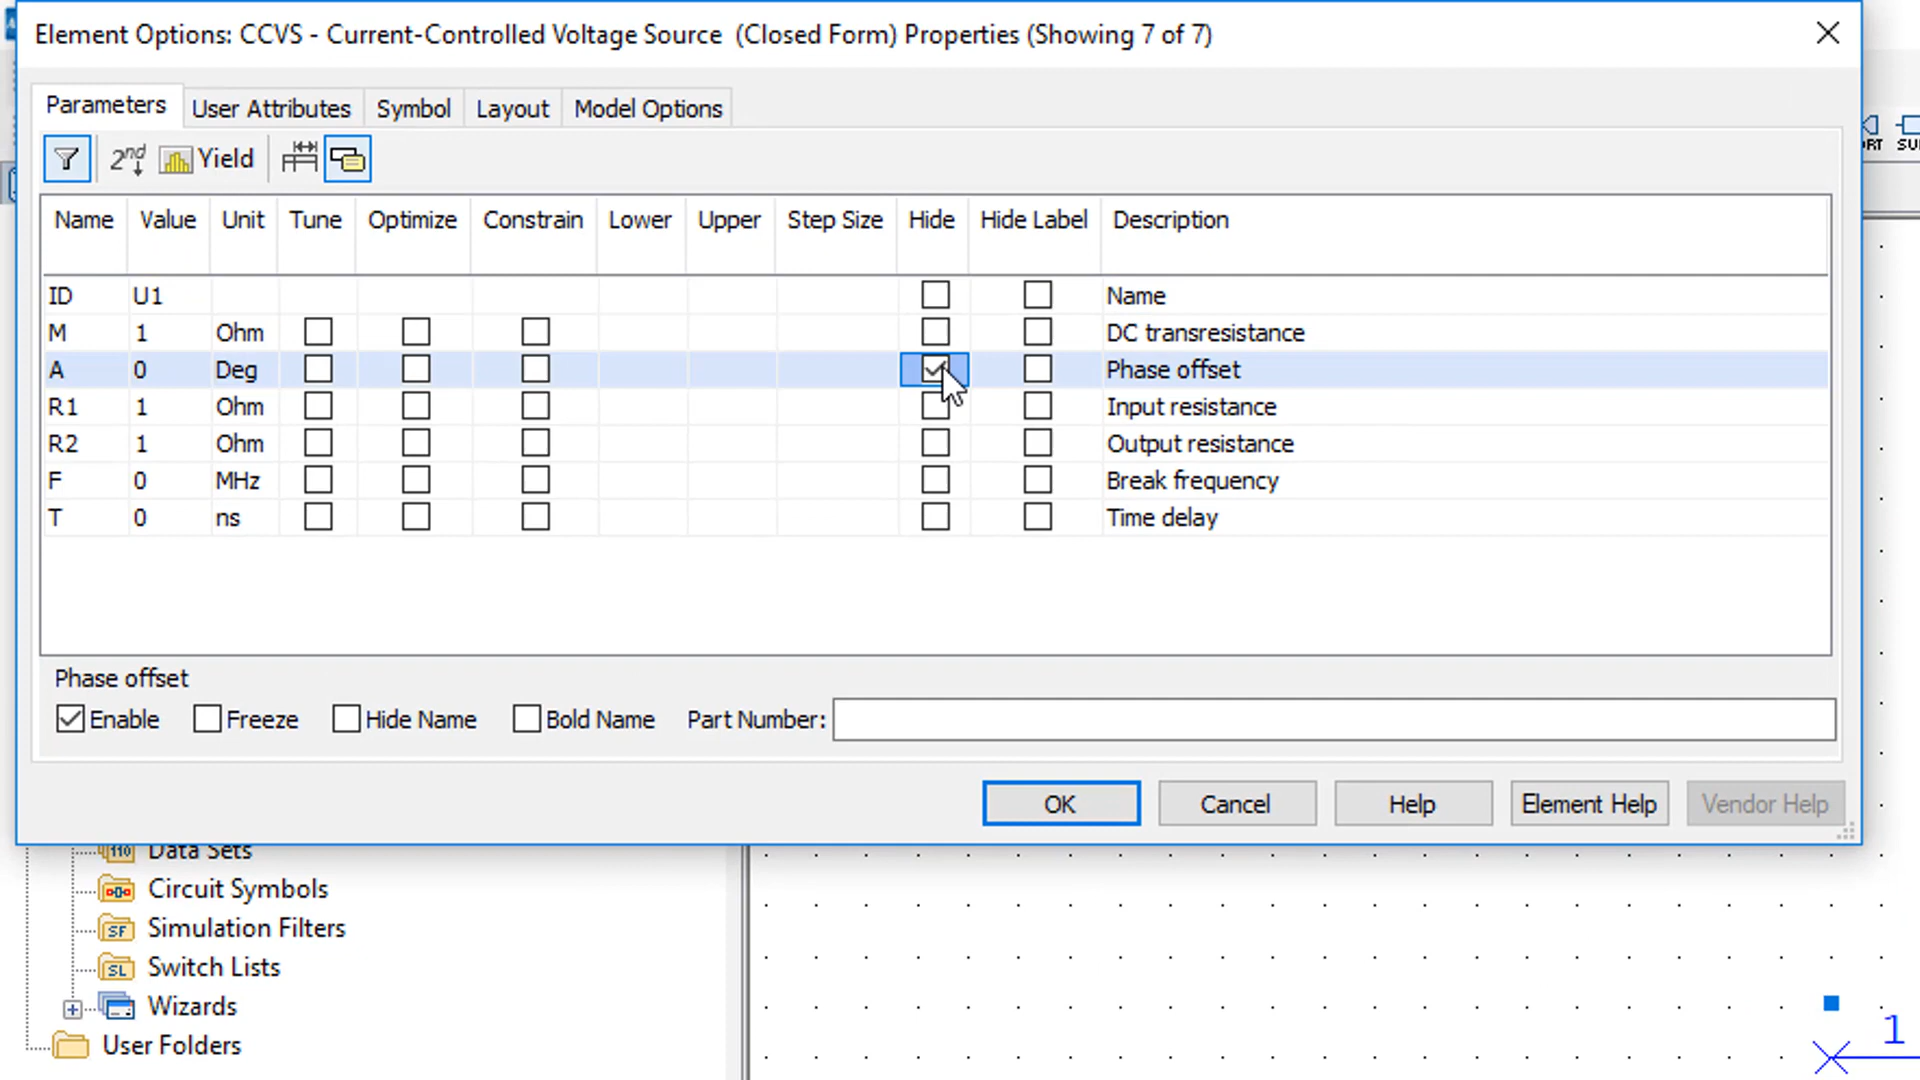 Element Options: CCVS - Current-Controlled Voltage Source (Closed Form) Properties (Showing 7 of 7)
Parameters User Attributes Symbol Layout Model Options
2nd Yield
Name Value Unit Tune Optimize Constrain Lower Upper Step Size Hide Hide Label Description
ID U1 Name
M 1 Ohm DC transresistance
A 0 Deg Phase offset
R1 1 Ohm Input resistance
R2 1 Ohm Output resistance
F 0 MHz Break frequency
T 0 ns Time delay
Phase offset
Enable Freeze Hide Name Bold Name Part Number:
OK Cancel Help Element Help Vendor Help
110 Data Sets
Circuit Symbols
SF Simulation Filters
SL Switch Lists
Wizards
User Folders
1